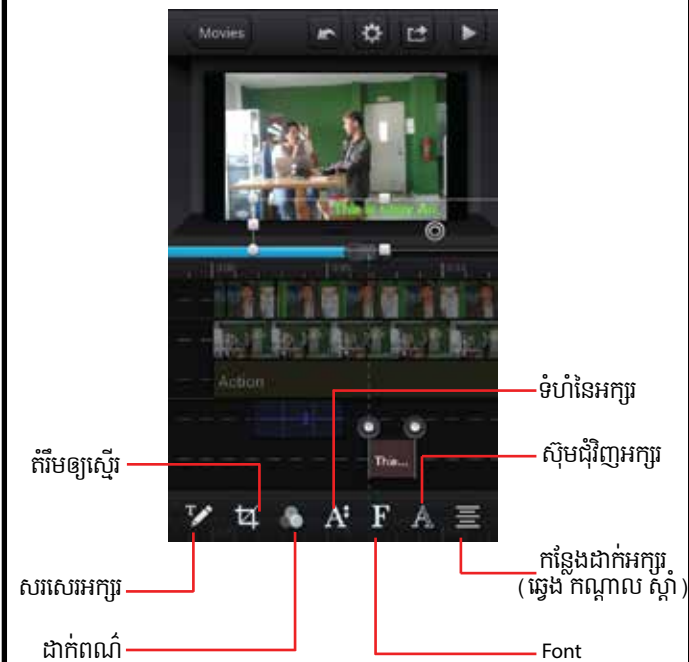 Movies
Action
This...
ទំហំនៃអក្សរ
តំរឹមឲ្យស្មើរ
ស៊ុមជុំវិញអក្សរ
T
A
F
A
កន្លែងដាក់អក្សរ
សរសេរអក្សរ
( ឆ្វេង កណ្តាល ស្តាំ )
ដាក់ពណ៌
Font